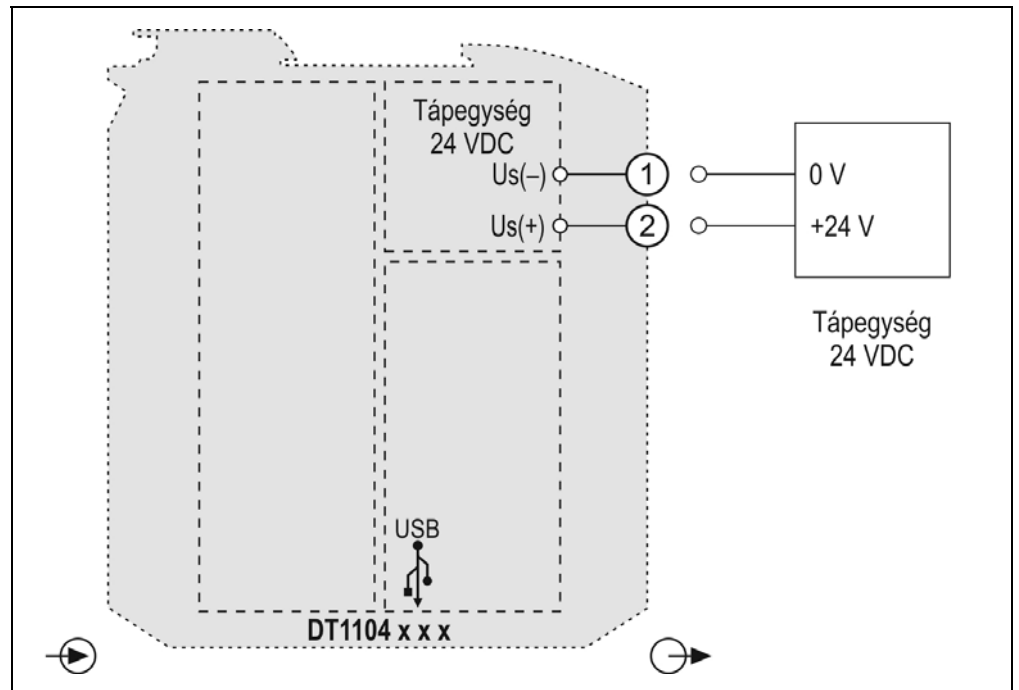 Tápegység
24 VDC
Us(–)
1
0 V
Us(+)
2
+24 V
Tápegység
24 VDC
USB
DT1104 x x x